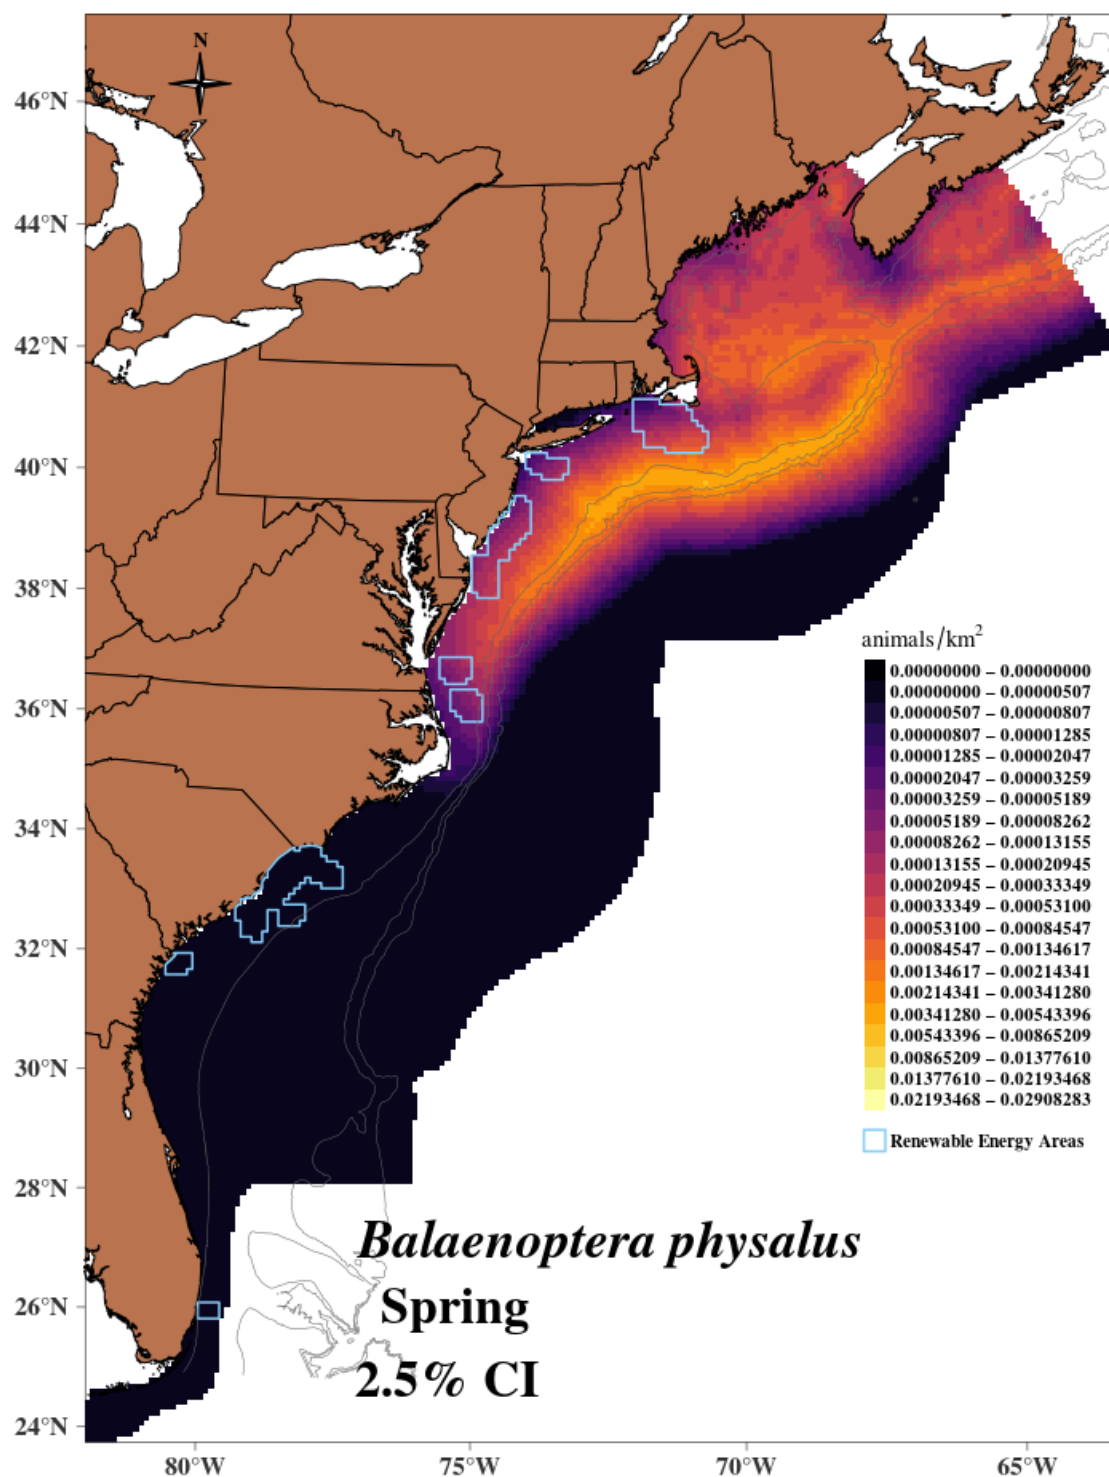 N
46°N
44°N
42°N
40°N
38°N
36°N
34°N
32°N
30°N
28°N
26°N
24°N
animals/km²
0.00000000 – 0.00000000
0.00000000 – 0.00000507
0.00000507 – 0.00000807
0.00000807 – 0.00001285
0.00001285 – 0.00002047
0.00002047 – 0.00003259
0.00003259 – 0.00005189
0.00005189 – 0.00008262
0.00008262 – 0.00013155
0.00013155 – 0.00020945
0.00020945 – 0.00033349
0.00033349 – 0.00053100
0.00053100 – 0.00084547
0.00084547 – 0.00134617
0.00134617 – 0.00214341
0.00214341 – 0.00341280
0.00341280 – 0.00543396
0.00543396 – 0.00865209
0.00865209 – 0.01377610
0.01377610 – 0.02193468
0.02193468 – 0.02908283
Renewable Energy Areas
Balaenoptera physalus
Spring
2.5% CI
80°W
75°W
70°W
65°W